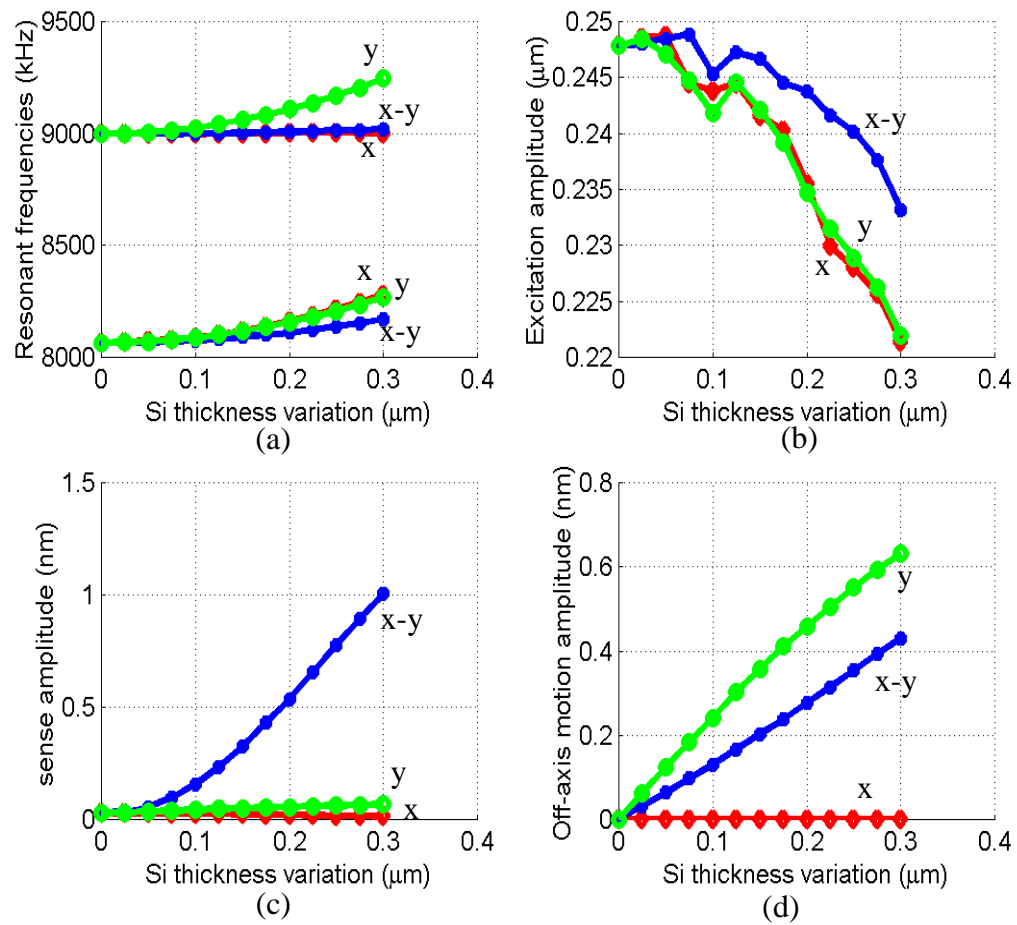 9500
9000
8500
8000
Resonant frequencies (kHz)
y
x-y
x
x
y
x-y
0
0.1
0.2
0.3
0.4
Si thickness variation (μm)
(a)
0.25
0.245
0.24
0.235
0.23
0.225
0.22
Excitation amplitude (μm)
x-y
y
x
0
0.1
0.2
0.3
0.4
Si thickness variation (μm)
(b)
1.5
1
0.5
0
sense amplitude (nm)
x-y
y
x
0
0.1
0.2
0.3
0.4
Si thickness variation (μm)
(c)
0.8
0.6
0.4
0.2
0
Off-axis motion amplitude (nm)
y
x-y
x
0
0.1
0.2
0.3
0.4
Si thickness variation (μm)
(d)